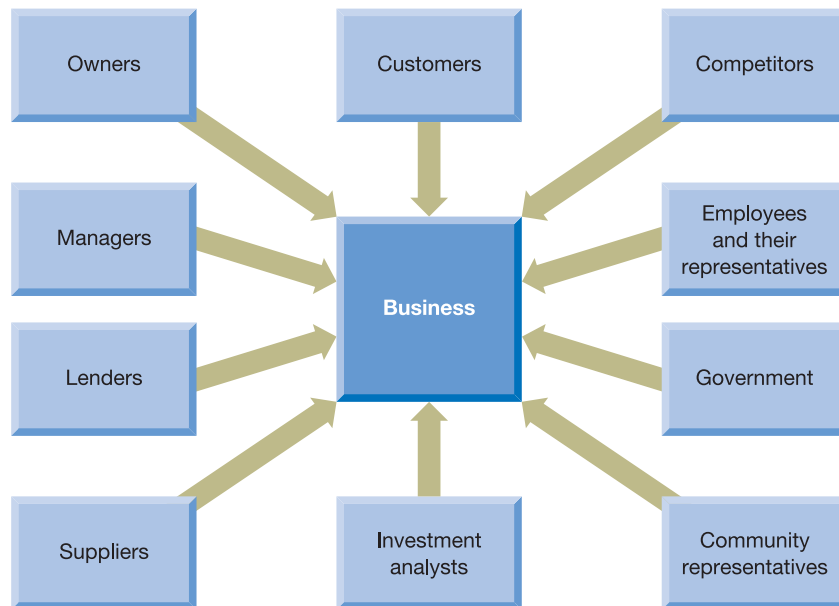 Owners
Customers
Competitors
Managers
Employees
and their
representatives
Business
Lenders
Government
Suppliers
Investment
analysts
Community
representatives